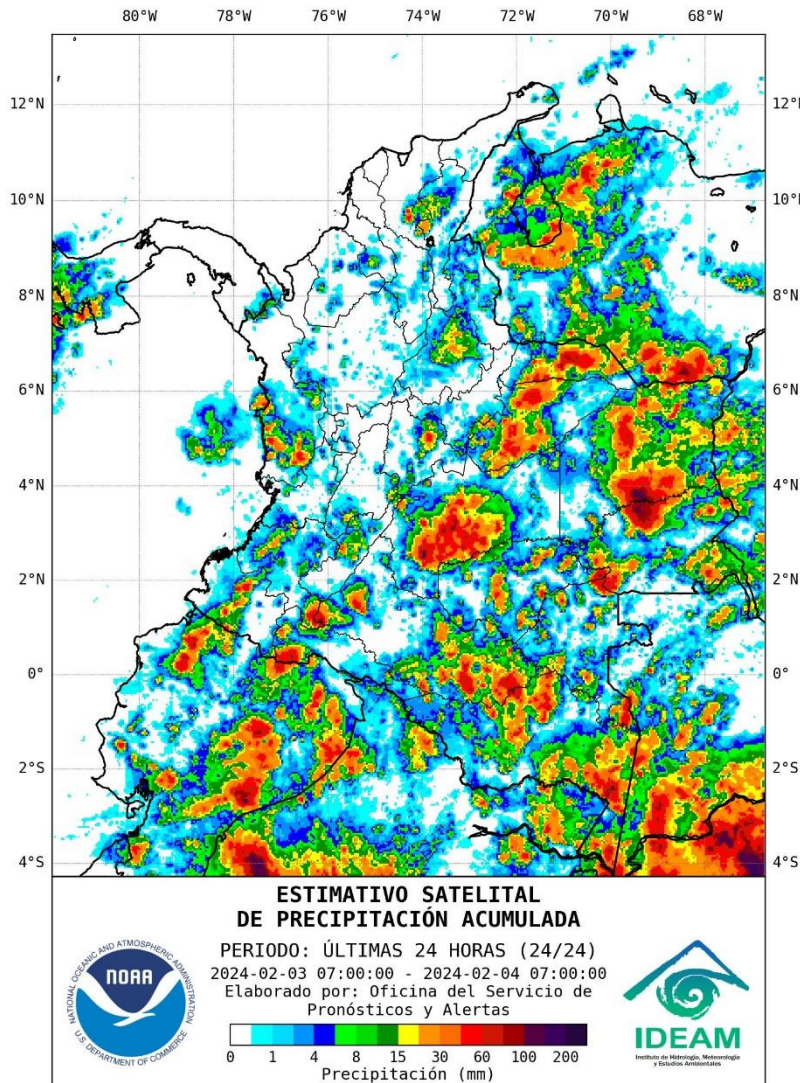 80°W 78°W 76°W 74°W 72°W 70°W 68°W
12°N 12°N
10°N 10°N
8°N 8°N
6°N 6°N
4°N 4°N
2°N 2°N
0° 0°
2°S 2°S
4°S 4°S
ESTIMATIVO SATELITAL
DE PRECIPITACIÓN ACUMULADA
PERIODO: ÚLTIMAS 24 HORAS (24/24)
2024-02-03 07:00:00 - 2024-02-04 07:00:00
Elaborado por: Oficina del Servicio de
Pronósticos y Alertas
0 1 4 8 15 30 60 100 200
Precipitación (mm)
NATIONAL OCEANIC AND ATMOSPHERIC ADMINISTRATION
NOAA
U.S. DEPARTMENT OF COMMERCE
IDEAM
Instituto de Hidrología, Meteorología
y Estudios Ambientales